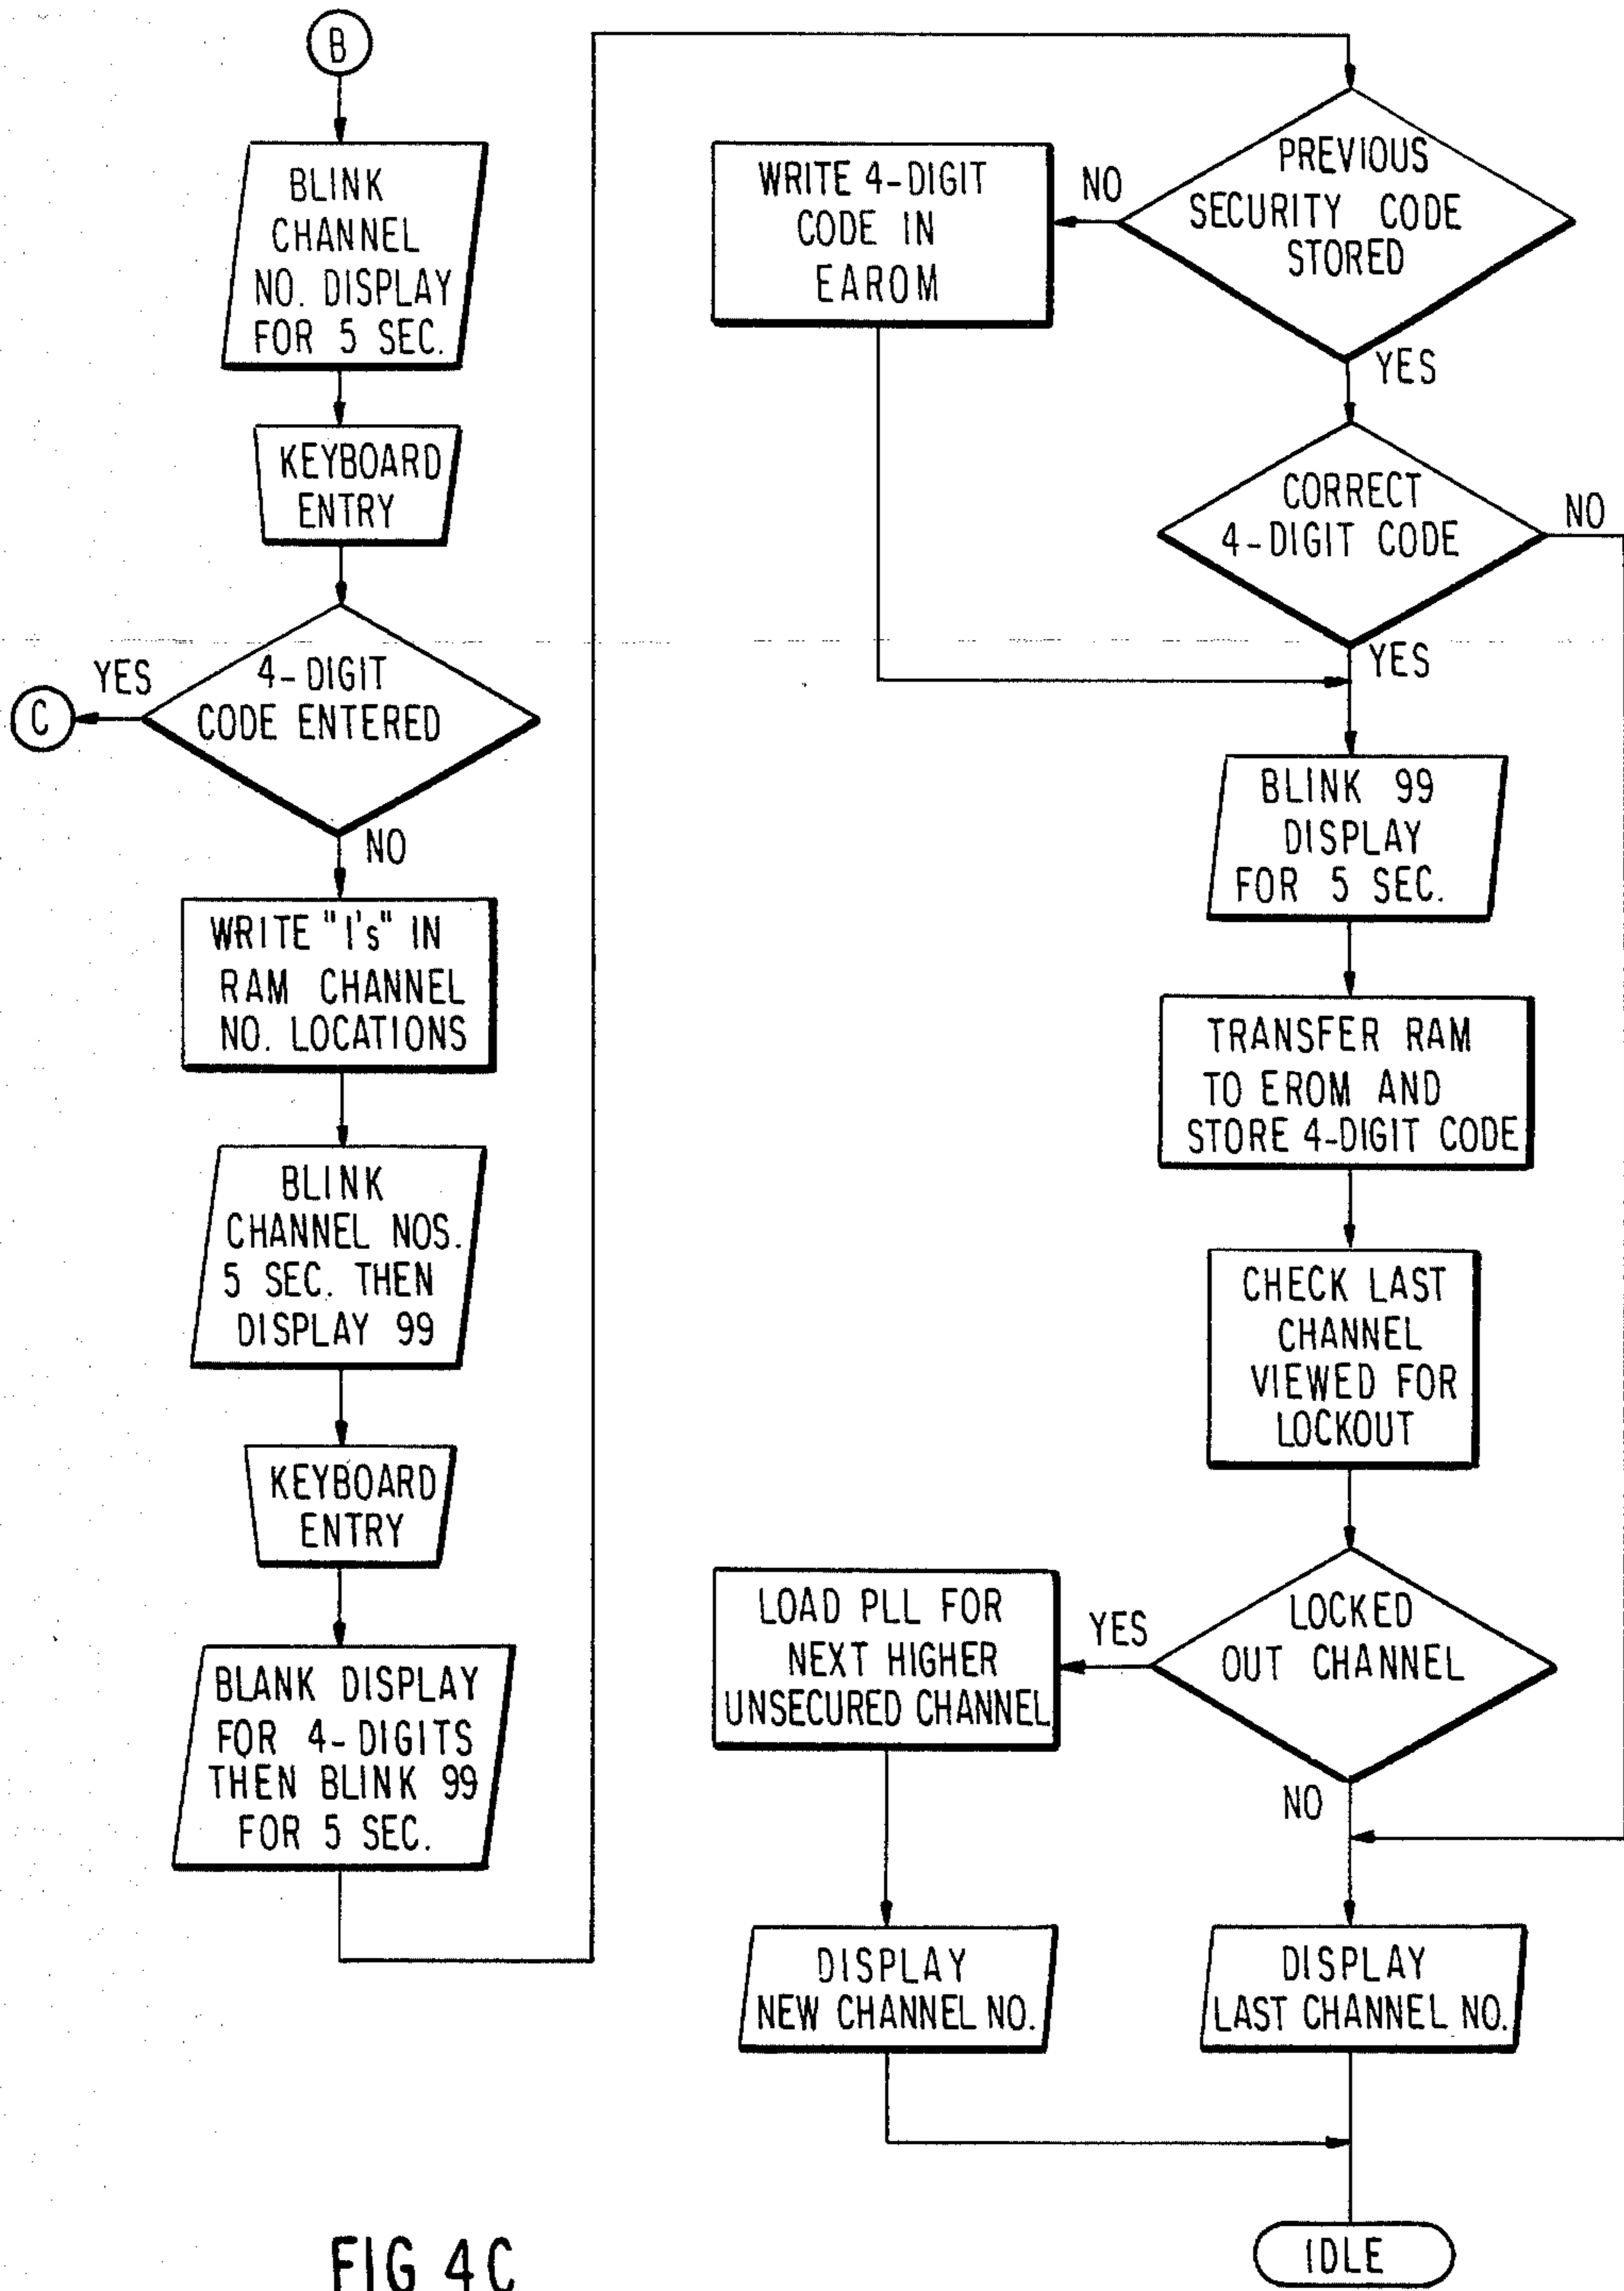 B
BLINK
CHANNEL
NO. DISPLAY
FOR 5 SEC.
KEYBOARD
ENTRY
4-DIGIT
CODE ENTERED
YES
C
NO
WRITE "1's" IN
RAM CHANNEL
NO. LOCATIONS
BLINK
CHANNEL NOS.
5 SEC. THEN
DISPLAY 99
KEYBOARD
ENTRY
BLANK DISPLAY
FOR 4-DIGITS
THEN BLINK 99
FOR 5 SEC.
PREVIOUS
SECURITY CODE
STORED
NO
WRITE 4-DIGIT
CODE IN
EAROM
YES
CORRECT
4-DIGIT CODE
NO
YES
BLINK 99
DISPLAY
FOR 5 SEC.
TRANSFER RAM
TO EROM AND
STORE 4-DIGIT CODE
CHECK LAST
CHANNEL
VIEWED FOR
LOCKOUT
LOCKED
OUT CHANNEL
YES
LOAD PLL FOR
NEXT HIGHER
UNSECURED CHANNEL
NO
DISPLAY
NEW CHANNEL NO.
DISPLAY
LAST CHANNEL NO.
IDLE
FIG 4C